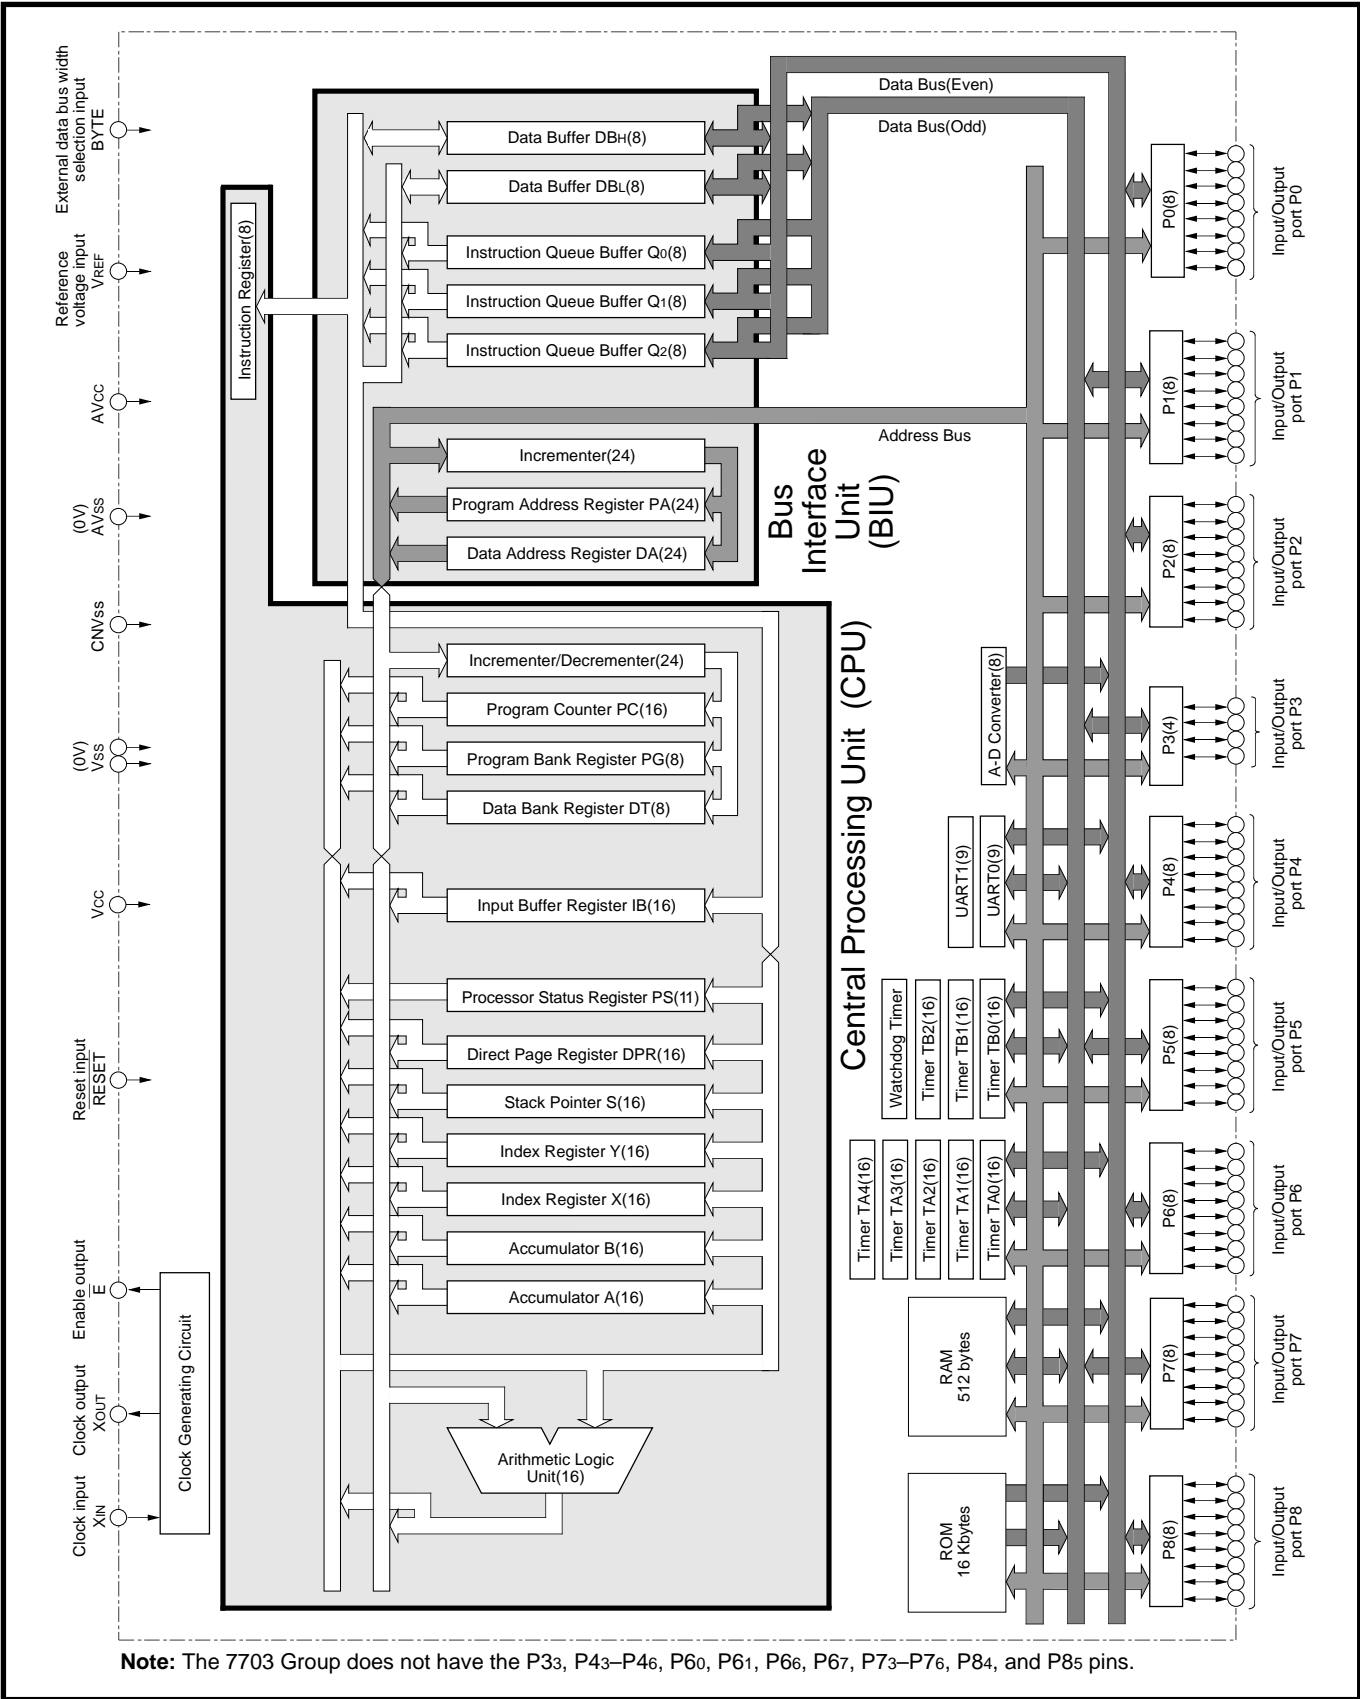 External data bus width
selection input
BYTE
Reference
voltage input
VREF
AVCC
(0V)
AVSS
CNVSS
(0V)
VSS
VCC
Reset input
RESET
Enable output
E
Clock output
XOUT
Clock input
XIN
Clock Generating Circuit
Instruction Register(8)
Data Buffer DBH(8)
Data Buffer DBL(8)
Instruction Queue Buffer Q0(8)
Instruction Queue Buffer Q1(8)
Instruction Queue Buffer Q2(8)
Incrementer(24)
Program Address Register PA(24)
Data Address Register DA(24)
Bus
Interface
Unit
(BIU)
Incrementer/Decrementer(24)
Program Counter PC(16)
Program Bank Register PG(8)
Data Bank Register DT(8)
Input Buffer Register IB(16)
Processor Status Register PS(11)
Direct Page Register DPR(16)
Stack Pointer S(16)
Index Register Y(16)
Index Register X(16)
Accumulator B(16)
Accumulator A(16)
Arithmetic Logic
Unit(16)
Central Processing Unit (CPU)
Data Bus(Even)
Data Bus(Odd)
Address Bus
A-D Converter(8)
UART1(9)
UART0(9)
Watchdog Timer
Timer TB2(16)
Timer TB1(16)
Timer TB0(16)
Timer TA4(16)
Timer TA3(16)
Timer TA2(16)
Timer TA1(16)
Timer TA0(16)
RAM
512 bytes
ROM
16 Kbytes
P0(8)
Input/Output
port P0
P1(8)
Input/Output
port P1
P2(8)
Input/Output
port P2
P3(4)
Input/Output
port P3
P4(8)
Input/Output
port P4
P5(8)
Input/Output
port P5
P6(8)
Input/Output
port P6
P7(8)
Input/Output
port P7
P8(8)
Input/Output
port P8
Note: The 7703 Group does not have the P33, P43–P46, P60, P61, P66, P67, P73–P76, P84, and P85 pins.